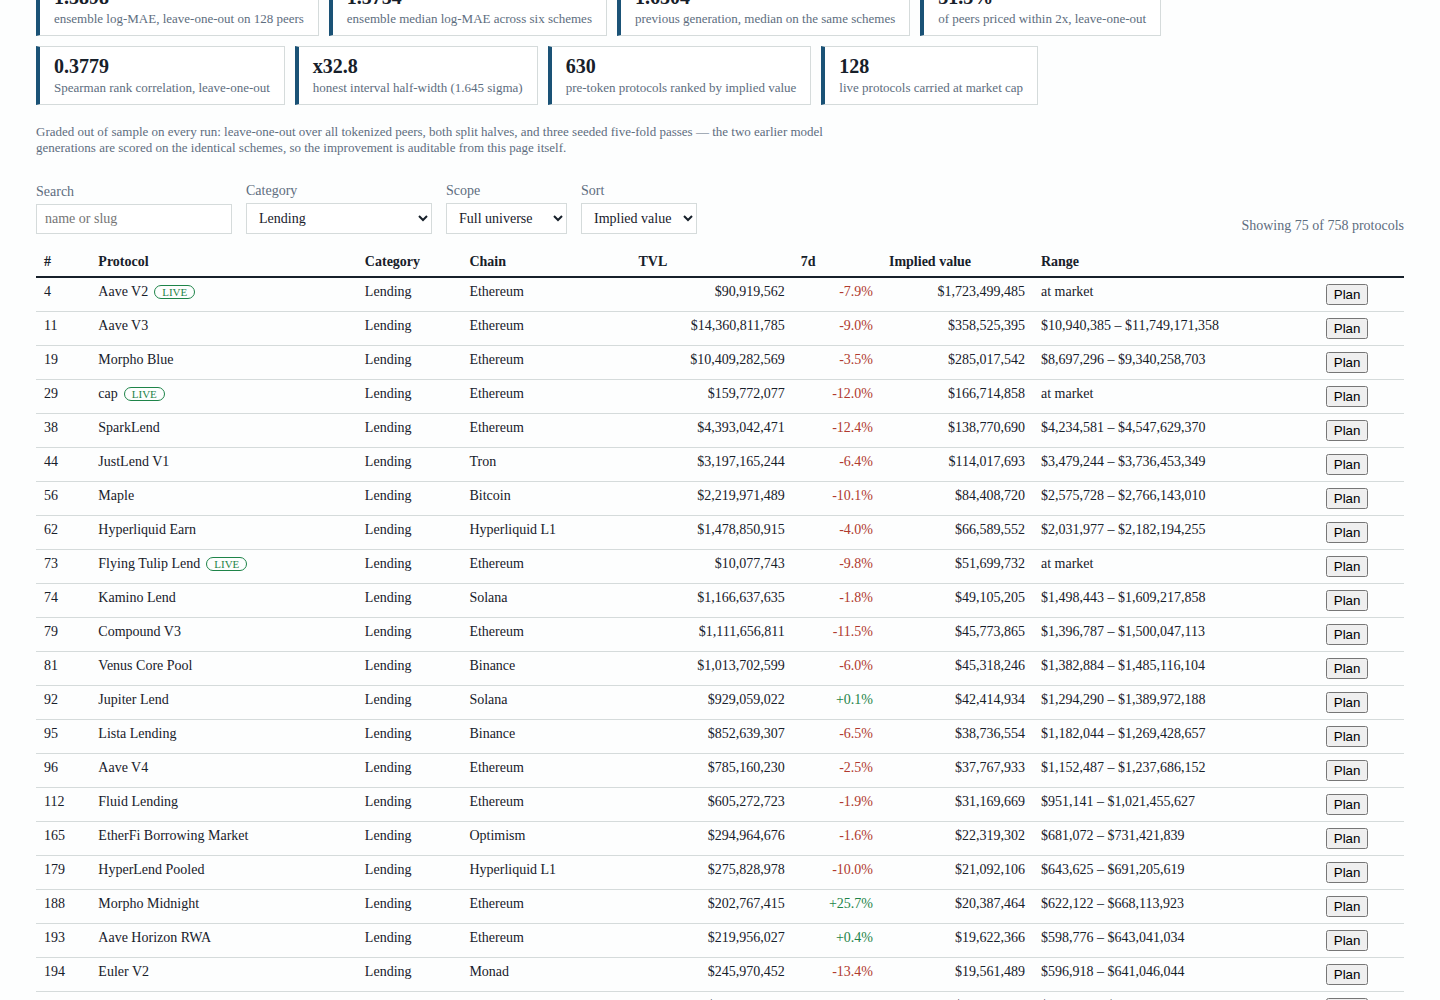 ensemble log-MAE, leave-one-out on 128 peers
ensemble median log-MAE across six schemes
previous generation, median on the same schemes
of peers priced within 2x, leave-one-out
0.3779
Spearman rank correlation, leave-one-out
x32.8
honest interval half-width (1.645 sigma)
630
pre-token protocols ranked by implied value
128
live protocols carried at market cap
Graded out of sample on every run: leave-one-out over all tokenized peers, both split halves, and three seeded five-fold passes — the two earlier model
generations are scored on the identical schemes, so the improvement is auditable from this page itself.
Search
Category
Scope
Sort
name or slug
Lending
Full universe
Implied value
Showing 75 of 758 protocols
# Protocol Category Chain TVL 7d Implied value Range
4 Aave V2 LIVE Lending Ethereum $90,919,562 -7.9% $1,723,499,485 at market Plan
11 Aave V3 Lending Ethereum $14,360,811,785 -9.0% $358,525,395 $10,940,385 – $11,749,171,358 Plan
19 Morpho Blue Lending Ethereum $10,409,282,569 -3.5% $285,017,542 $8,697,296 – $9,340,258,703 Plan
29 cap LIVE Lending Ethereum $159,772,077 -12.0% $166,714,858 at market Plan
38 SparkLend Lending Ethereum $4,393,042,471 -12.4% $138,770,690 $4,234,581 – $4,547,629,370 Plan
44 JustLend V1 Lending Tron $3,197,165,244 -6.4% $114,017,693 $3,479,244 – $3,736,453,349 Plan
56 Maple Lending Bitcoin $2,219,971,489 -10.1% $84,408,720 $2,575,728 – $2,766,143,010 Plan
62 Hyperliquid Earn Lending Hyperliquid L1 $1,478,850,915 -4.0% $66,589,552 $2,031,977 – $2,182,194,255 Plan
73 Flying Tulip Lend LIVE Lending Ethereum $10,077,743 -9.8% $51,699,732 at market Plan
74 Kamino Lend Lending Solana $1,166,637,635 -1.8% $49,105,205 $1,498,443 – $1,609,217,858 Plan
79 Compound V3 Lending Ethereum $1,111,656,811 -11.5% $45,773,865 $1,396,787 – $1,500,047,113 Plan
81 Venus Core Pool Lending Binance $1,013,702,599 -6.0% $45,318,246 $1,382,884 – $1,485,116,104 Plan
92 Jupiter Lend Lending Solana $929,059,022 +0.1% $42,414,934 $1,294,290 – $1,389,972,188 Plan
95 Lista Lending Lending Binance $852,639,307 -6.5% $38,736,554 $1,182,044 – $1,269,428,657 Plan
96 Aave V4 Lending Ethereum $785,160,230 -2.5% $37,767,933 $1,152,487 – $1,237,686,152 Plan
112 Fluid Lending Lending Ethereum $605,272,723 -1.9% $31,169,669 $951,141 – $1,021,455,627 Plan
165 EtherFi Borrowing Market Lending Optimism $294,964,676 -1.6% $22,319,302 $681,072 – $731,421,839 Plan
179 HyperLend Pooled Lending Hyperliquid L1 $275,828,978 -10.0% $21,092,106 $643,625 – $691,205,619 Plan
188 Morpho Midnight Lending Ethereum $202,767,415 +25.7% $20,387,464 $622,122 – $668,113,923 Plan
193 Aave Horizon RWA Lending Ethereum $219,956,027 +0.4% $19,622,366 $598,776 – $643,041,034 Plan
194 Euler V2 Lending Monad $245,970,452 -13.4% $19,561,489 $596,918 – $641,046,044 Plan